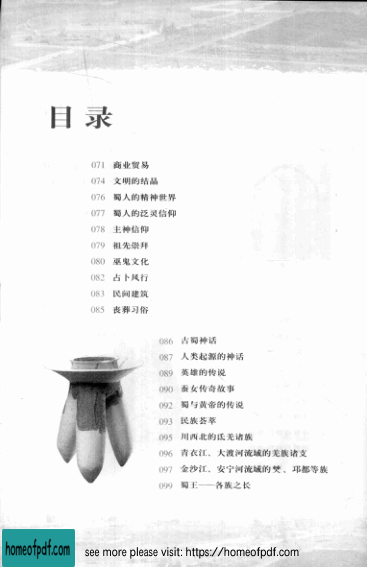 目录
071 商业贸易
074 文明的结晶
076 蜀人的精神世界
077 蜀人的泛灵信仰
078 主神信仰
079 祖先崇拜
080 巫鬼文化
082 占卜风行
083 民间建筑
085 丧葬习俗
086 古蜀神话
087 人类起源的神话
089 英雄的传说
090 蚕女传奇故事
092 蜀与黄帝的传说
093 民族荟萃
095 川西北的氐羌诸族
096 青衣江、大渡河流域的羌族诸支
097 金沙江、安宁河流域的僰、邛都等族
099 蜀王——各族之长
homeofpdf.com
see more please visit: https://homeofpdf.com